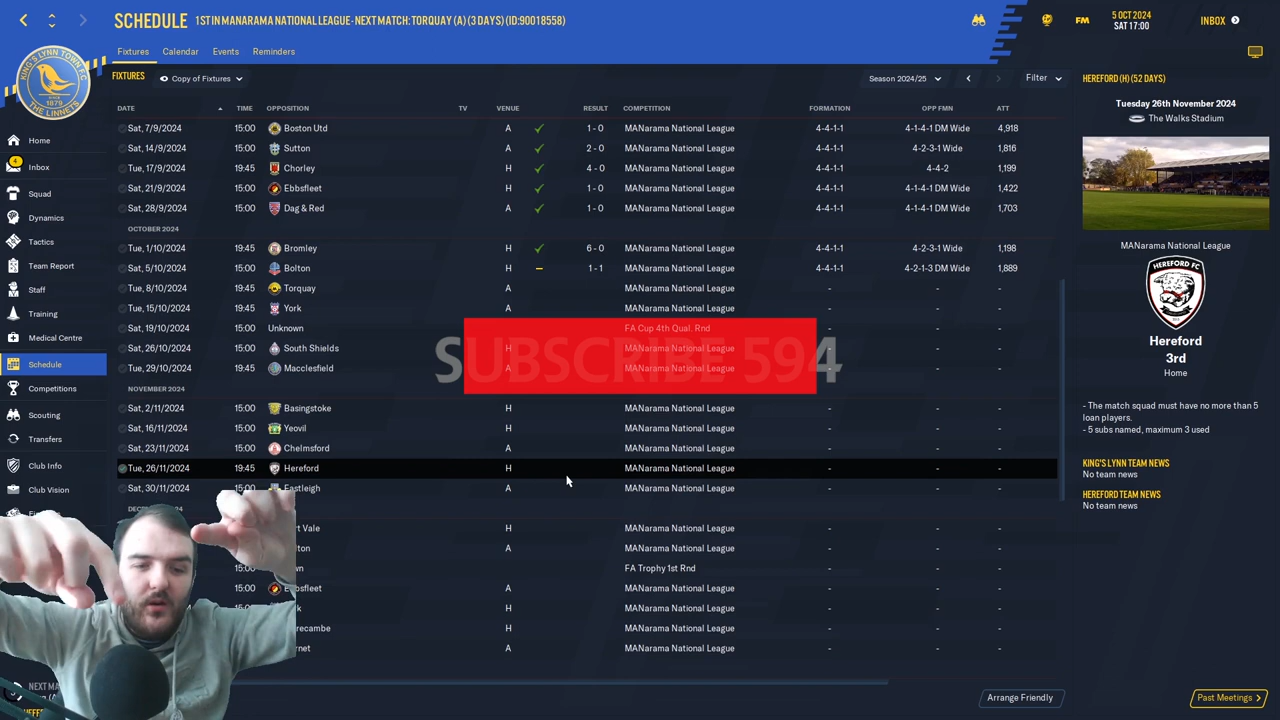 SCHEDULE
1ST IN MANARAMA NATIONAL LEAGUE - NEXT MATCH: TORQUAY (A) (3 DAYS) (ID:90018558)
FM
5 OCT 2024
SAT 17:00
INBOX
Fixtures Calendar Events Reminders
FIXTURES Copy of Fixtures Season 2024/25 Filter
DATE TIME OPPOSITION TV VENUE RESULT COMPETITION FORMATION OPP FMN ATT
Sat, 7/9/2024 15:00 Boston Utd A 1 - 0 MANarama National League 4-4-1-1 4-1-4-1 DM Wide 4,918
Sat, 14/9/2024 15:00 Sutton A 2 - 0 MANarama National League 4-4-1-1 4-2-3-1 Wide 1,816
Tue, 17/9/2024 19:45 Chorley H 4 - 0 MANarama National League 4-4-1-1 4-4-2 1,199
Sat, 21/9/2024 15:00 Ebbsfleet H 1 - 0 MANarama National League 4-4-1-1 4-1-4-1 DM Wide 1,422
Sat, 28/9/2024 15:00 Dag & Red A 1 - 0 MANarama National League 4-4-1-1 4-1-4-1 DM Wide 1,703
OCTOBER 2024
Tue, 1/10/2024 19:45 Bromley H 6 - 0 MANarama National League 4-4-1-1 4-2-3-1 Wide 1,198
Sat, 5/10/2024 15:00 Bolton H 1 - 1 MANarama National League 4-4-1-1 4-2-1-3 DM Wide 1,889
Tue, 8/10/2024 19:45 Torquay A MANarama National League - - -
Tue, 15/10/2024 19:45 York A MANarama National League - - -
Sat, 19/10/2024 15:00 Unknown FA Cup 4th Qual. Rnd - - -
Sat, 26/10/2024 15:00 South Shields H MANarama National League - - -
Tue, 29/10/2024 19:45 Macclesfield A MANarama National League - - -
SUBSCRIBE 594
NOVEMBER 2024
Sat, 2/11/2024 15:00 Basingstoke H MANarama National League - - -
Sat, 16/11/2024 15:00 Yeovil H MANarama National League - - -
Sat, 23/11/2024 15:00 Chelmsford A MANarama National League - - -
Tue, 26/11/2024 19:45 Hereford H MANarama National League - - -
Sat, 30/11/2024 15:00 Eastleigh A MANarama National League - - -
H MANarama National League - - -
A MANarama National League - - -
15:00 FA Trophy 1st Rnd - - -
15:00 A MANarama National League - - -
H MANarama National League - - -
H MANarama National League - - -
A MANarama National League - - -
Arrange Friendly
KING'S LYNN TOWN F.C
1879
THE LINNETS
Home
4
Inbox
Squad
Dynamics
Tactics
Team Report
Staff
Training
Medical Centre
Schedule
Competitions
Scouting
Transfers
Club Info
Club Vision
HEREFORD (H) (52 DAYS)
Tuesday 26th November 2024
The Walks Stadium
MANarama National League
HEREFORD FC
Hereford
3rd
Home
- The match squad must have no more than 5
loan players.
- 5 subs named, maximum 3 used
KING'S LYNN TEAM NEWS
No team news
HEREFORD TEAM NEWS
No team news
Past Meetings